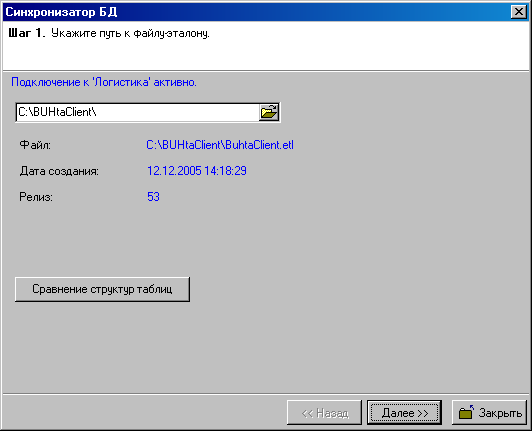 Синхронизатор БД
Шаг 1. Укажите путь к файлу-эталону.
Подключение к 'Логистика' активно.
C:\BUHtaClient\
Файл: C:\BUHtaClient\BuhtaClient.etl
Дата создания: 12.12.2005 14:18:29
Релиз: 53
Сравнение структур таблиц
<< Назад Далее >> Закрыть